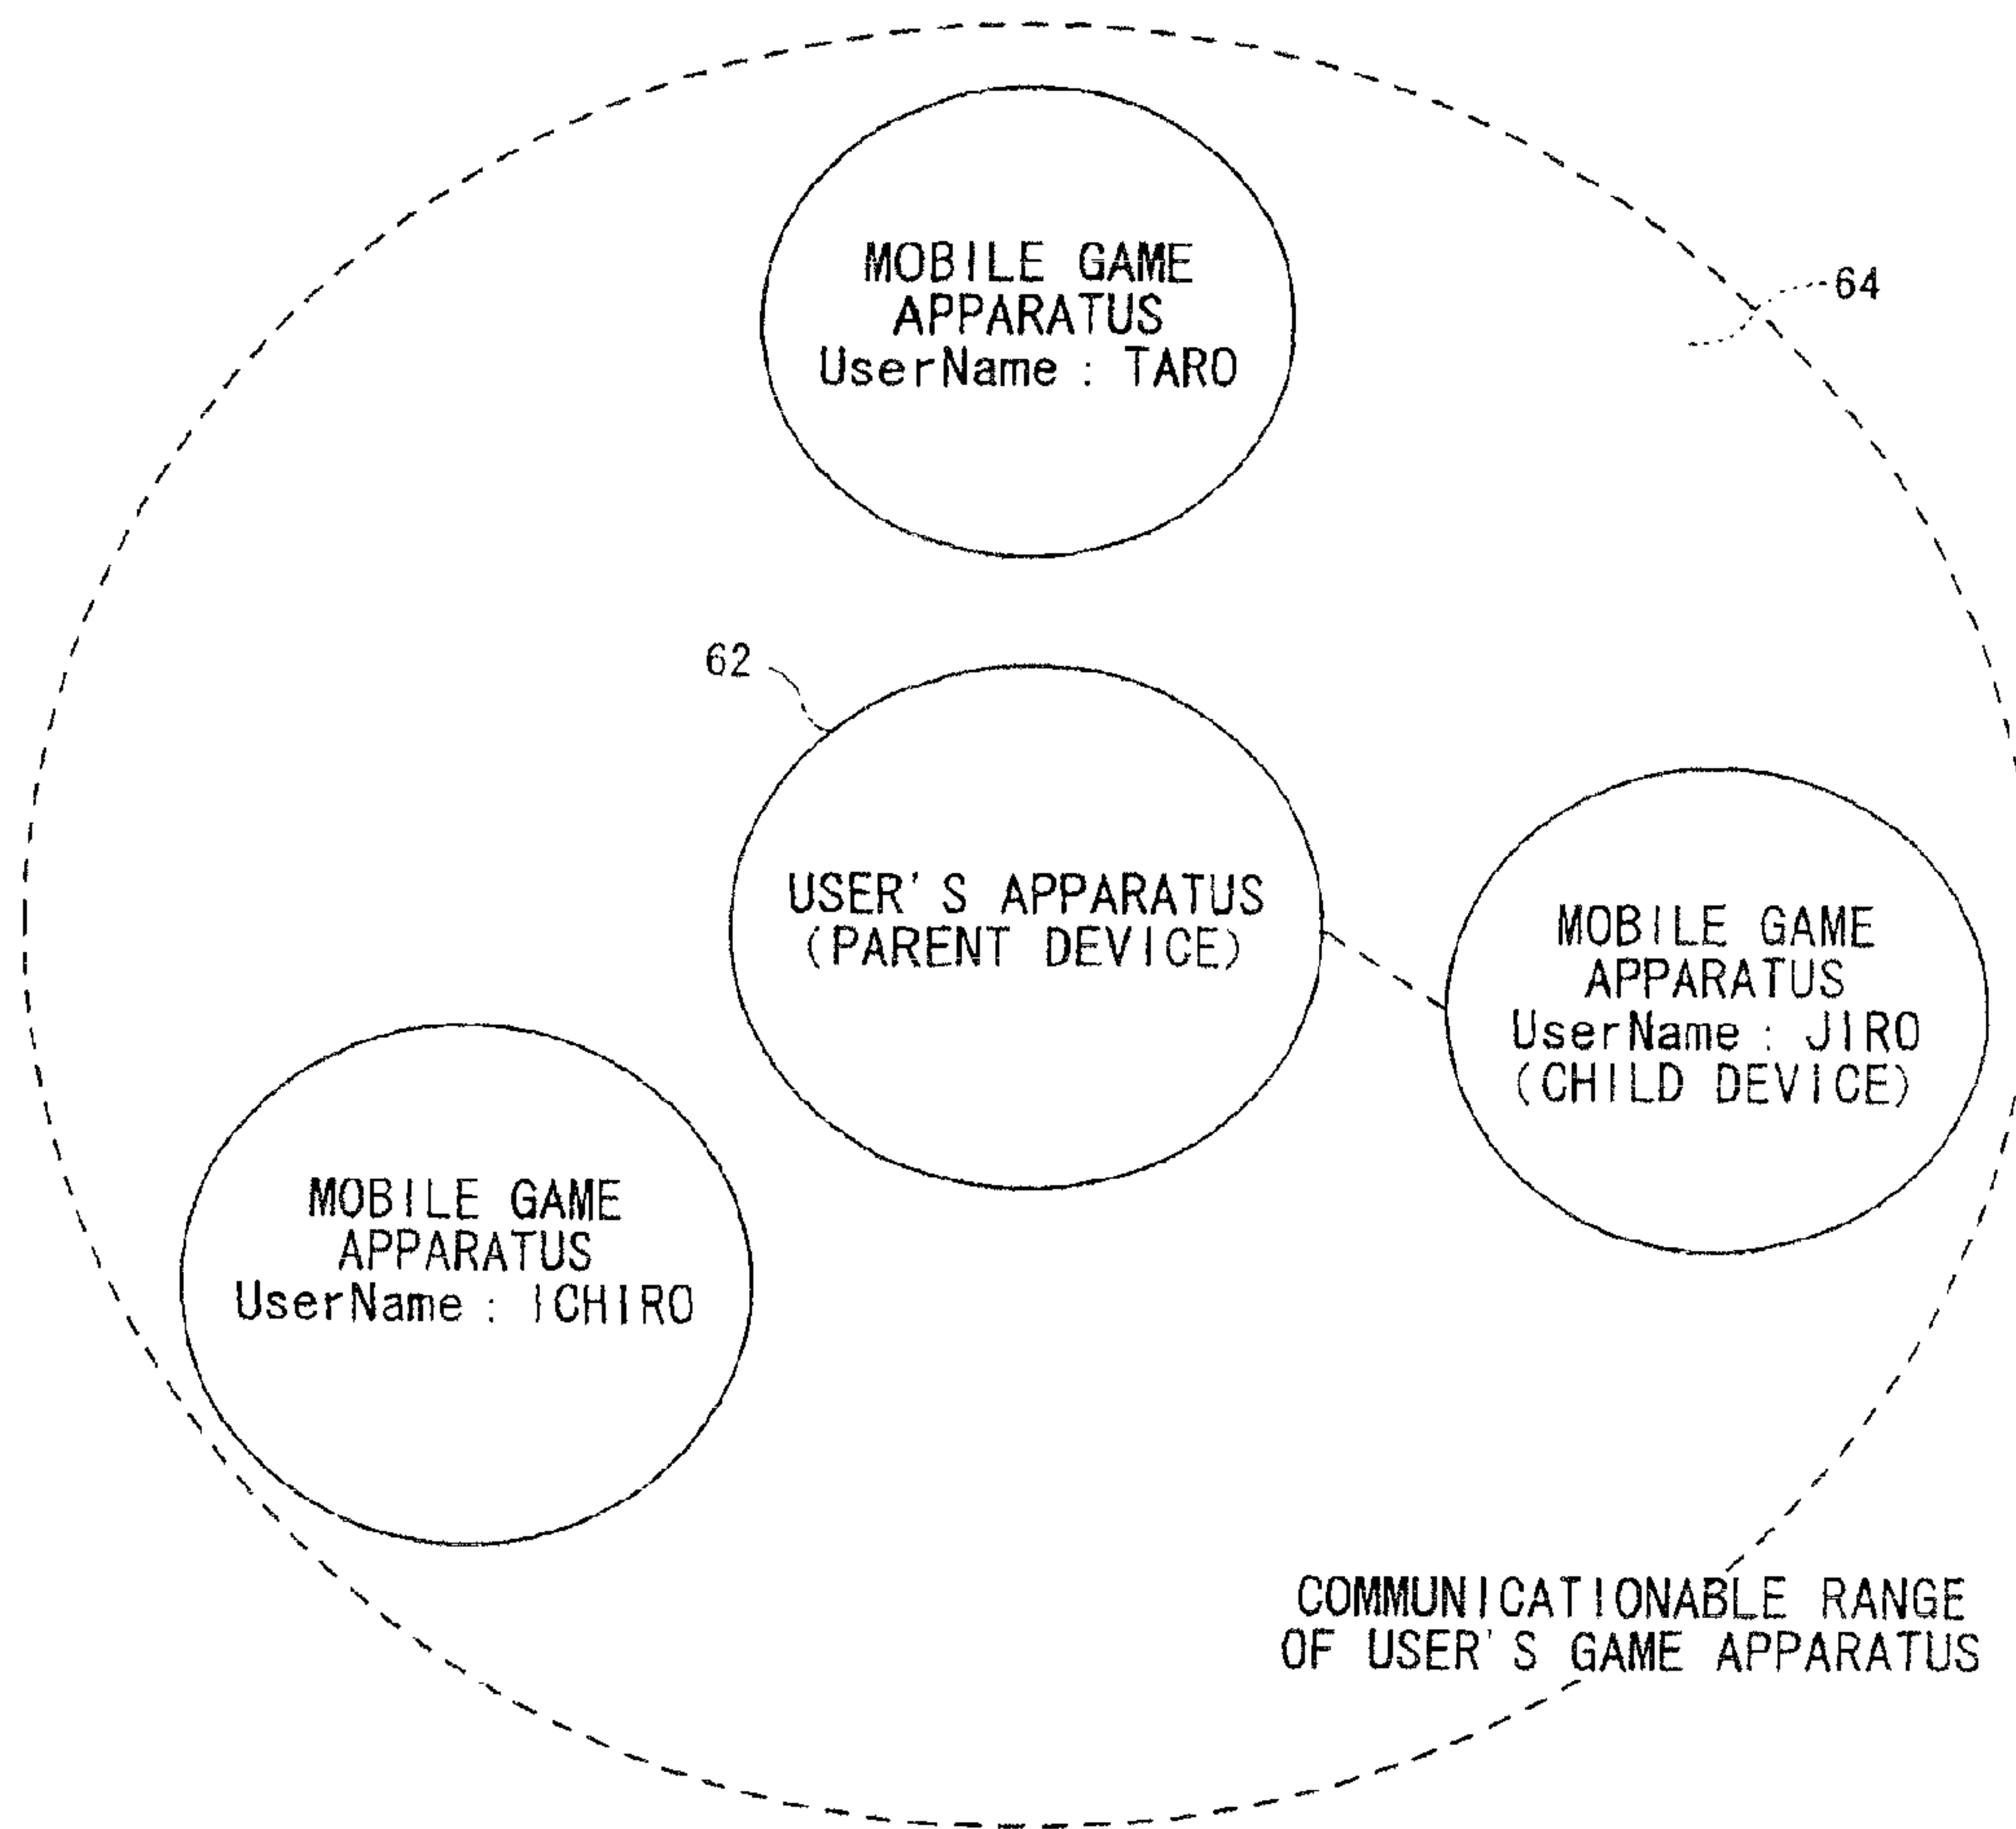 MOBILE GAME
APPARATUS
UserName : TARO
64
62
USER'S APPARATUS
(PARENT DEVICE)
MOBILE GAME
APPARATUS
UserName : JIRO
(CHILD DEVICE)
MOBILE GAME
APPARATUS
UserName : ICHIRO
COMMUNICATIONABLE RANGE
OF USER'S GAME APPARATUS